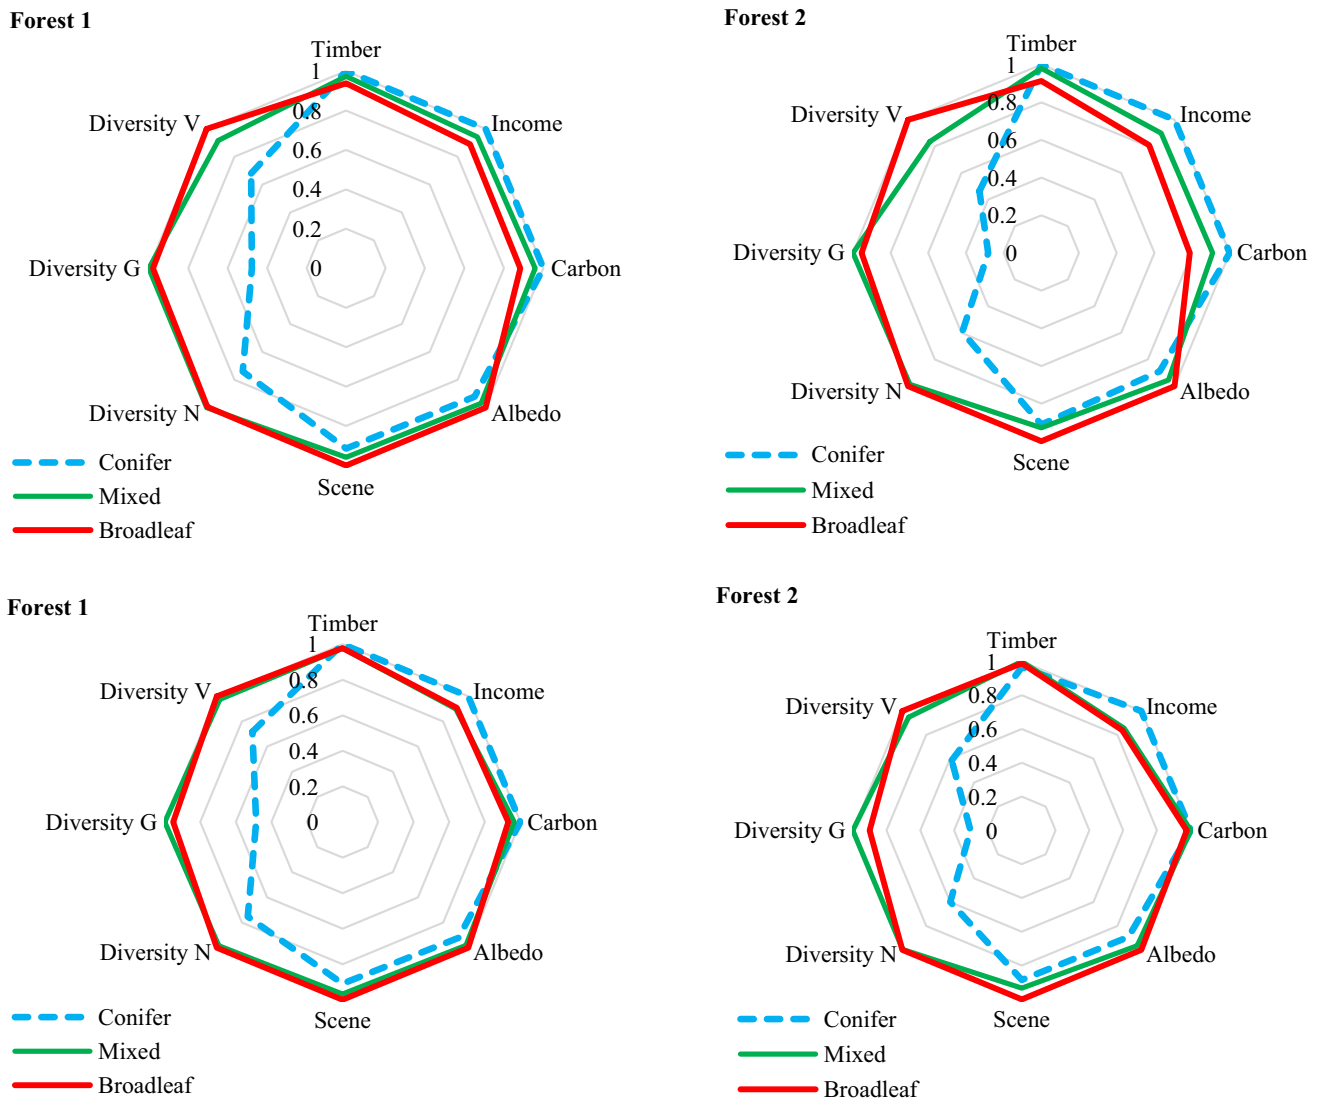 Forest 1
Timber
1
Diversity V
0.8
Income
0.6
0.4
0.2
Diversity G
0
Carbon
Diversity N
Albedo
Scene
Conifer
Mixed
Broadleaf
Forest 2
Timber
1
Diversity V
0.8
Income
0.6
0.4
0.2
Diversity G
0
Carbon
Diversity N
Albedo
Scene
Conifer
Mixed
Broadleaf
Forest 1
Timber
1
Diversity V
0.8
Income
0.6
0.4
0.2
Diversity G
0
Carbon
Diversity N
Albedo
Scene
Conifer
Mixed
Broadleaf
Forest 2
Timber
1
Diversity V
0.8
Income
0.6
0.4
0.2
Diversity G
0
Carbon
Diversity N
Albedo
Scene
Conifer
Mixed
Broadleaf